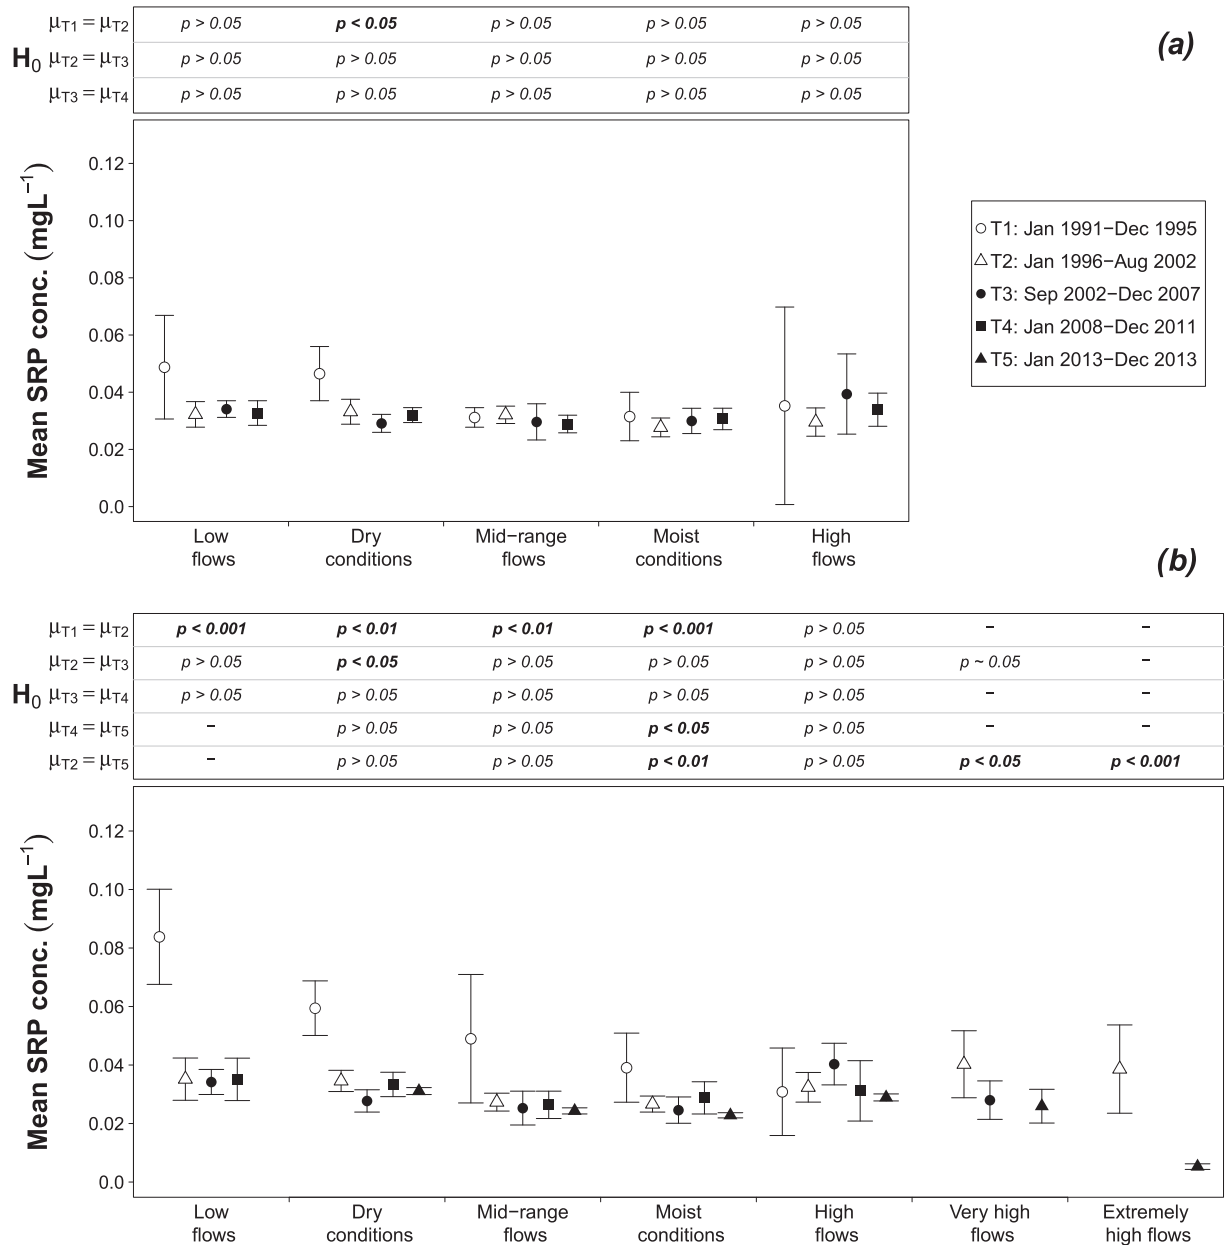 μT1 = μT2 p > 0.05 p < 0.05 p > 0.05 p > 0.05 p > 0.05
H0 μT2 = μT3 p > 0.05 p > 0.05 p > 0.05 p > 0.05 p > 0.05
μT3 = μT4 p > 0.05 p > 0.05 p > 0.05 p > 0.05 p > 0.05
(a)
Mean SRP conc. (mgL−1)
0.12
0.10
0.08
0.06
0.04
0.02
0.0
Low flows
Dry conditions
Mid−range flows
Moist conditions
High flows
T1: Jan 1991−Dec 1995
T2: Jan 1996−Aug 2002
T3: Sep 2002−Dec 2007
T4: Jan 2008−Dec 2011
T5: Jan 2013−Dec 2013
(b)
μT1 = μT2 p < 0.001 p < 0.01 p < 0.01 p < 0.001 p > 0.05 − −
μT2 = μT3 p > 0.05 p < 0.05 p > 0.05 p > 0.05 p > 0.05 p ~ 0.05 −
H0 μT3 = μT4 p > 0.05 p > 0.05 p > 0.05 p > 0.05 p > 0.05 − −
μT4 = μT5 − p > 0.05 p > 0.05 p < 0.05 p > 0.05 − −
μT2 = μT5 − p > 0.05 p > 0.05 p < 0.01 p > 0.05 p < 0.05 p < 0.001
Mean SRP conc. (mgL−1)
0.12
0.10
0.08
0.06
0.04
0.02
0.0
Low flows
Dry conditions
Mid−range flows
Moist conditions
High flows
Very high flows
Extremely high flows